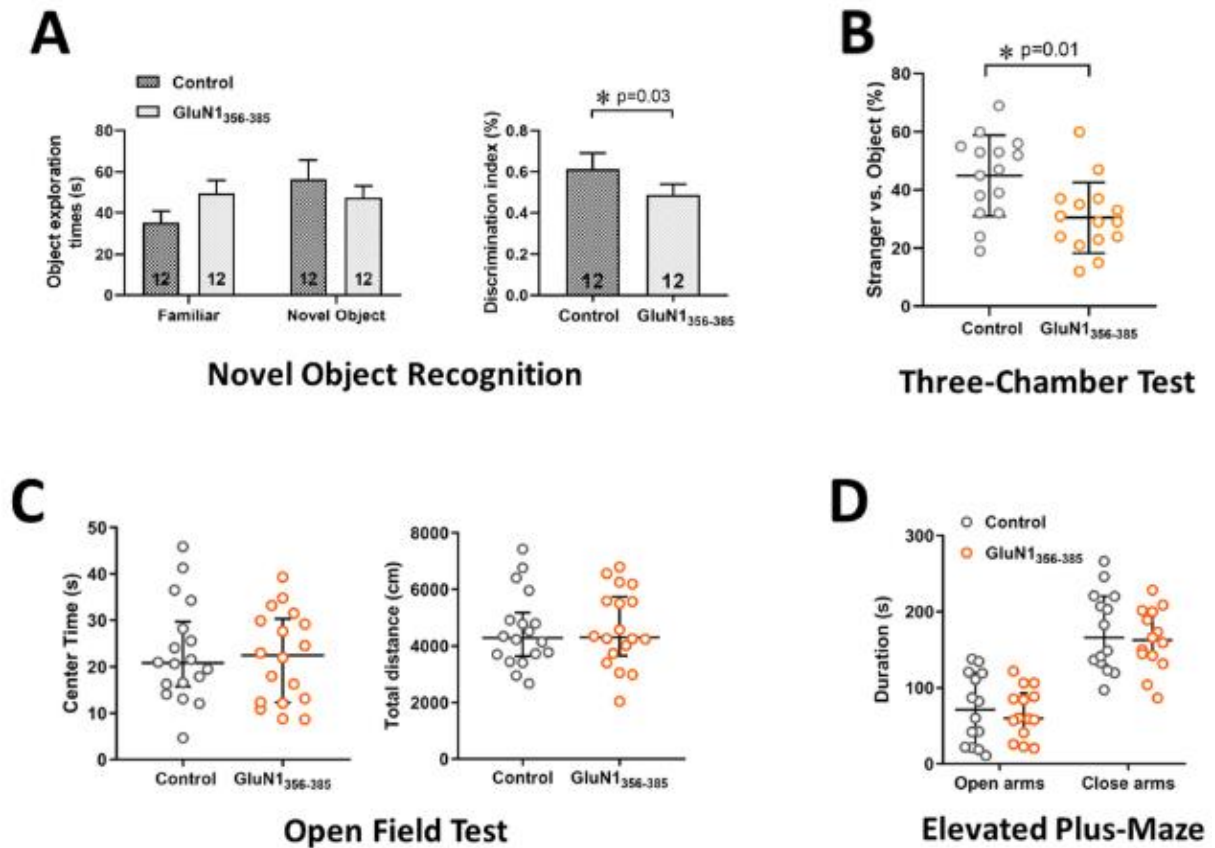 A
Control
GluN1356-385
Object exploration
times (s)
80
60
40
20
0
12
12
12
12
Familiar
Novel Object
* p=0.03
Discrimination index (%)
0.8
0.6
0.4
0.2
0.0
12
12
Control
GluN1356-385
Novel Object Recognition
B
* p=0.01
Stranger vs. Object (%)
80
60
40
20
0
Control
GluN1356-385
Three-Chamber Test
C
Center Time (s)
50
40
30
20
10
0
Control
GluN1356-385
Total distance (cm)
8000
6000
4000
2000
0
Control
GluN1356-385
Open Field Test
D
Control
GluN1356-385
Duration (s)
300
200
100
0
Open arms
Close arms
Elevated Plus-Maze